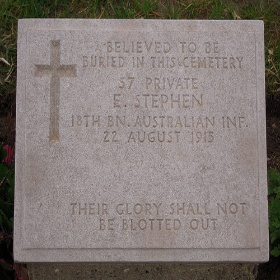 BELIEVED TO BE
BURIED IN THIS CEMETERY
57 PRIVATE
E. STEPHEN
18TH BN. AUSTRALIAN INF.
22 AUGUST 1915
THEIR GLORY SHALL NOT
BE BLOTTED OUT